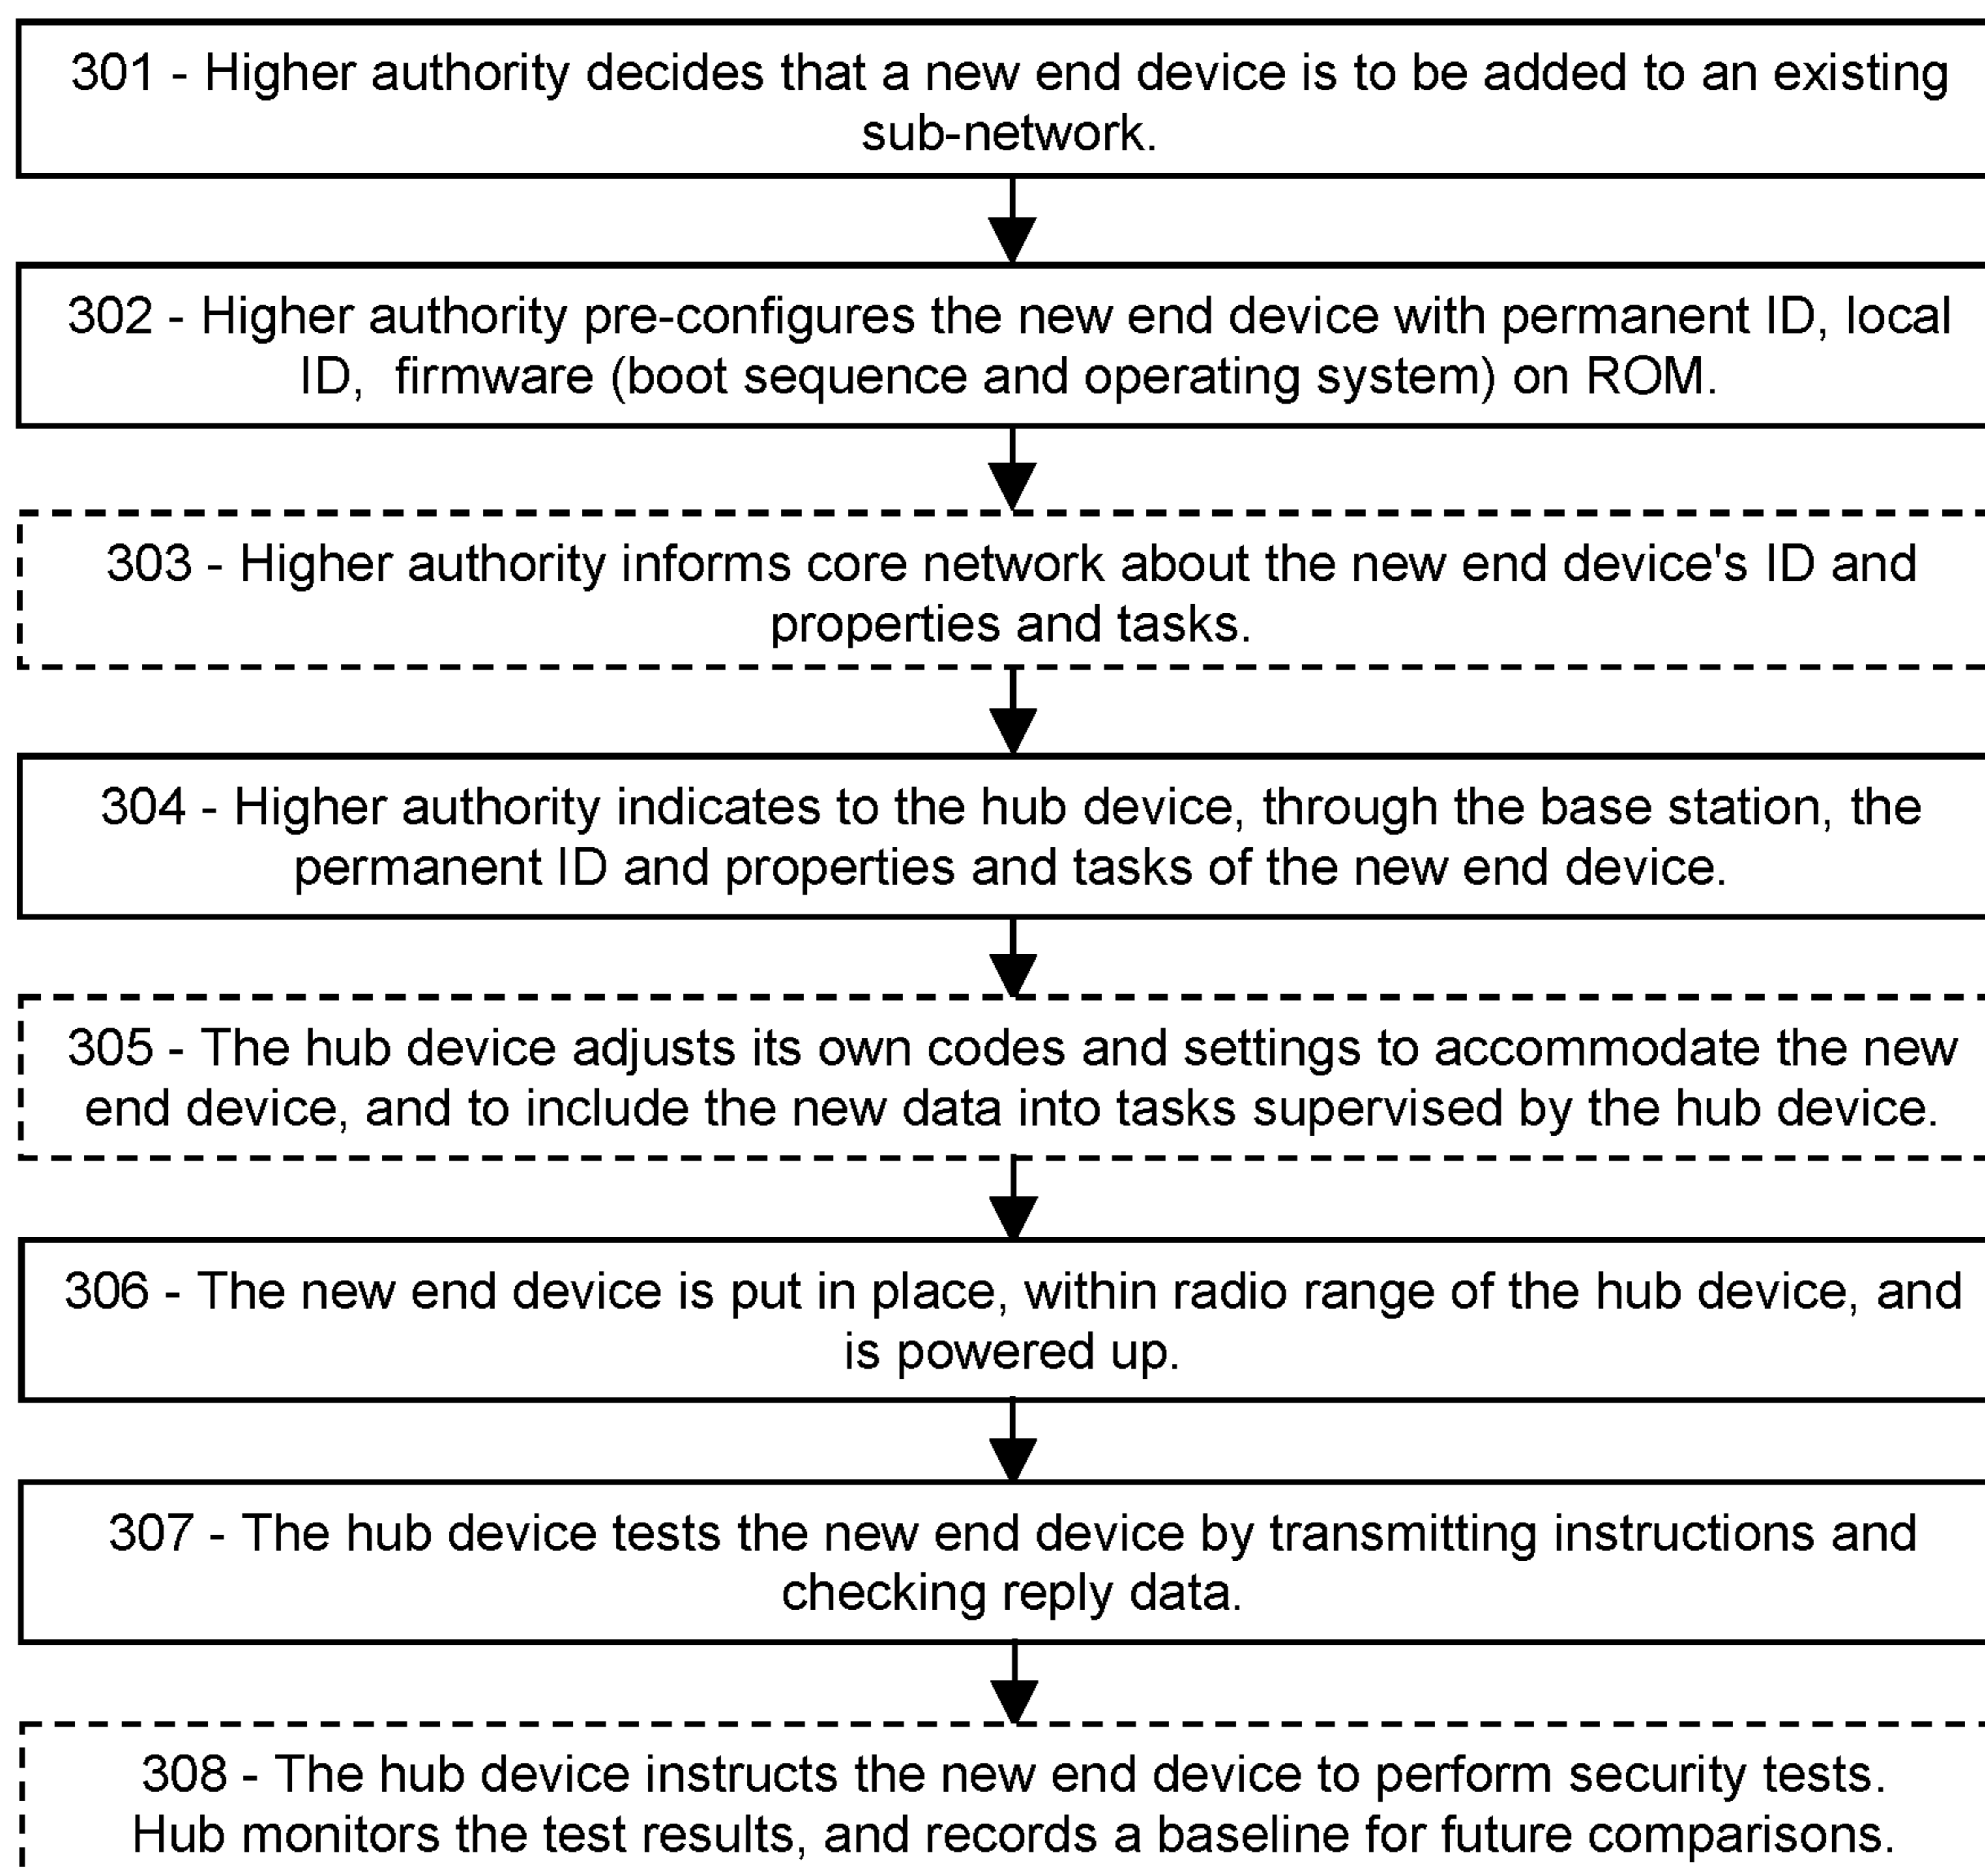 301 - Higher authority decides that a new end device is to be added to an existing
sub-network.
302 - Higher authority pre-configures the new end device with permanent ID, local
ID,  firmware (boot sequence and operating system) on ROM.
303 - Higher authority informs core network about the new end device's ID and
properties and tasks.
304 - Higher authority indicates to the hub device, through the base station, the
permanent ID and properties and tasks of the new end device.
305 - The hub device adjusts its own codes and settings to accommodate the new
end device, and to include the new data into tasks supervised by the hub device.
306 - The new end device is put in place, within radio range of the hub device, and
is powered up.
307 - The hub device tests the new end device by transmitting instructions and
checking reply data.
308 - The hub device instructs the new end device to perform security tests.
Hub monitors the test results, and records a baseline for future comparisons.